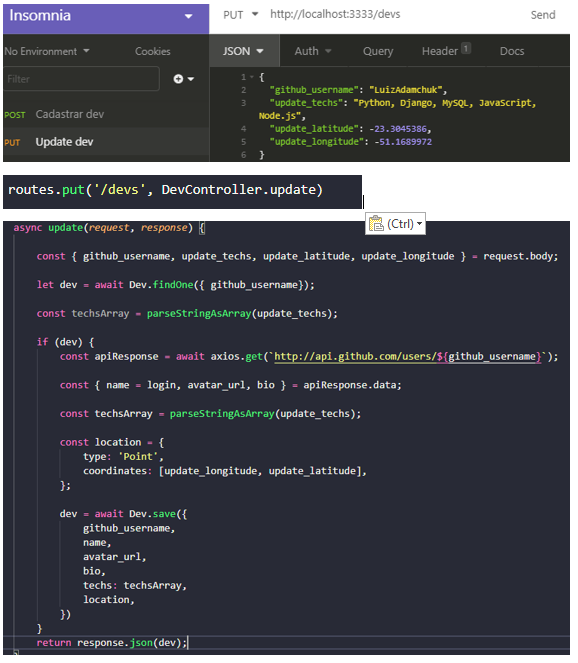 Insomnia
PUT http://localhost:3333/devs Send
No Environment Cookies
JSON Auth Query Header 1 Docs
Filter
POST Cadastrar dev
PUT Update dev
1 {
2 "github_username": "LuizAdamchuk",
3 "update_techs": "Python, Django, MySQL, JavaScript,
Node.js",
4 "update_latitude": -23.3045386,
5 "update_longitude": -51.1689972
6 }
routes.put('/devs', DevController.update)
(Ctrl)
async update(request, response) {
const { github_username, update_techs, update_latitude, update_longitude } = request.body;
let dev = await Dev.findOne({ github_username});
const techsArray = parseStringAsArray(update_techs);
if (dev) {
const apiResponse = await axios.get(`http://api.github.com/users/${github_username}`);
const { name = login, avatar_url, bio } = apiResponse.data;
const techsArray = parseStringAsArray(update_techs);
const location = {
type: 'Point',
coordinates: [update_longitude, update_latitude],
};
dev = await Dev.save({
github_username,
name,
avatar_url,
bio,
techs: techsArray,
location,
})
}
return response.json(dev);
}